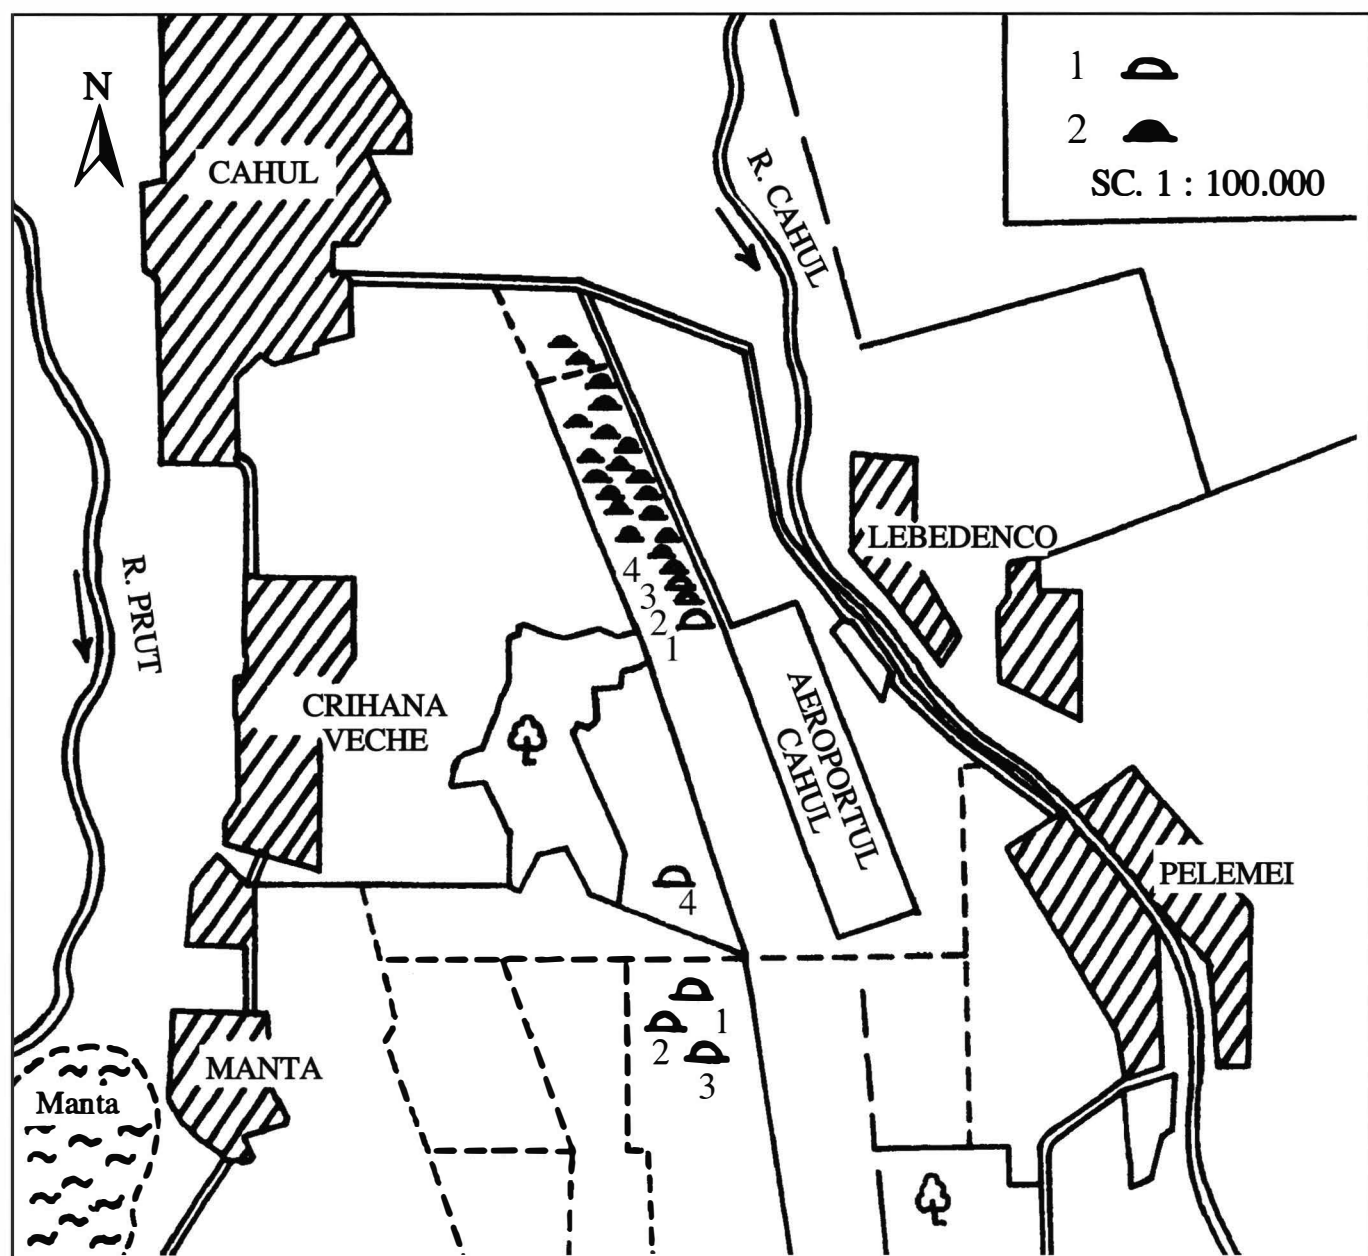 N
1
2
SC. 1 : 100.000
CAHUL
R. CAHUL
LEBEDENCO
R. PRUT
4
3
2
1
CRIHANA
VECHE
AEROPORTUL
CAHUL
4
PELEMEI
1
2
3
MANTA
Manta